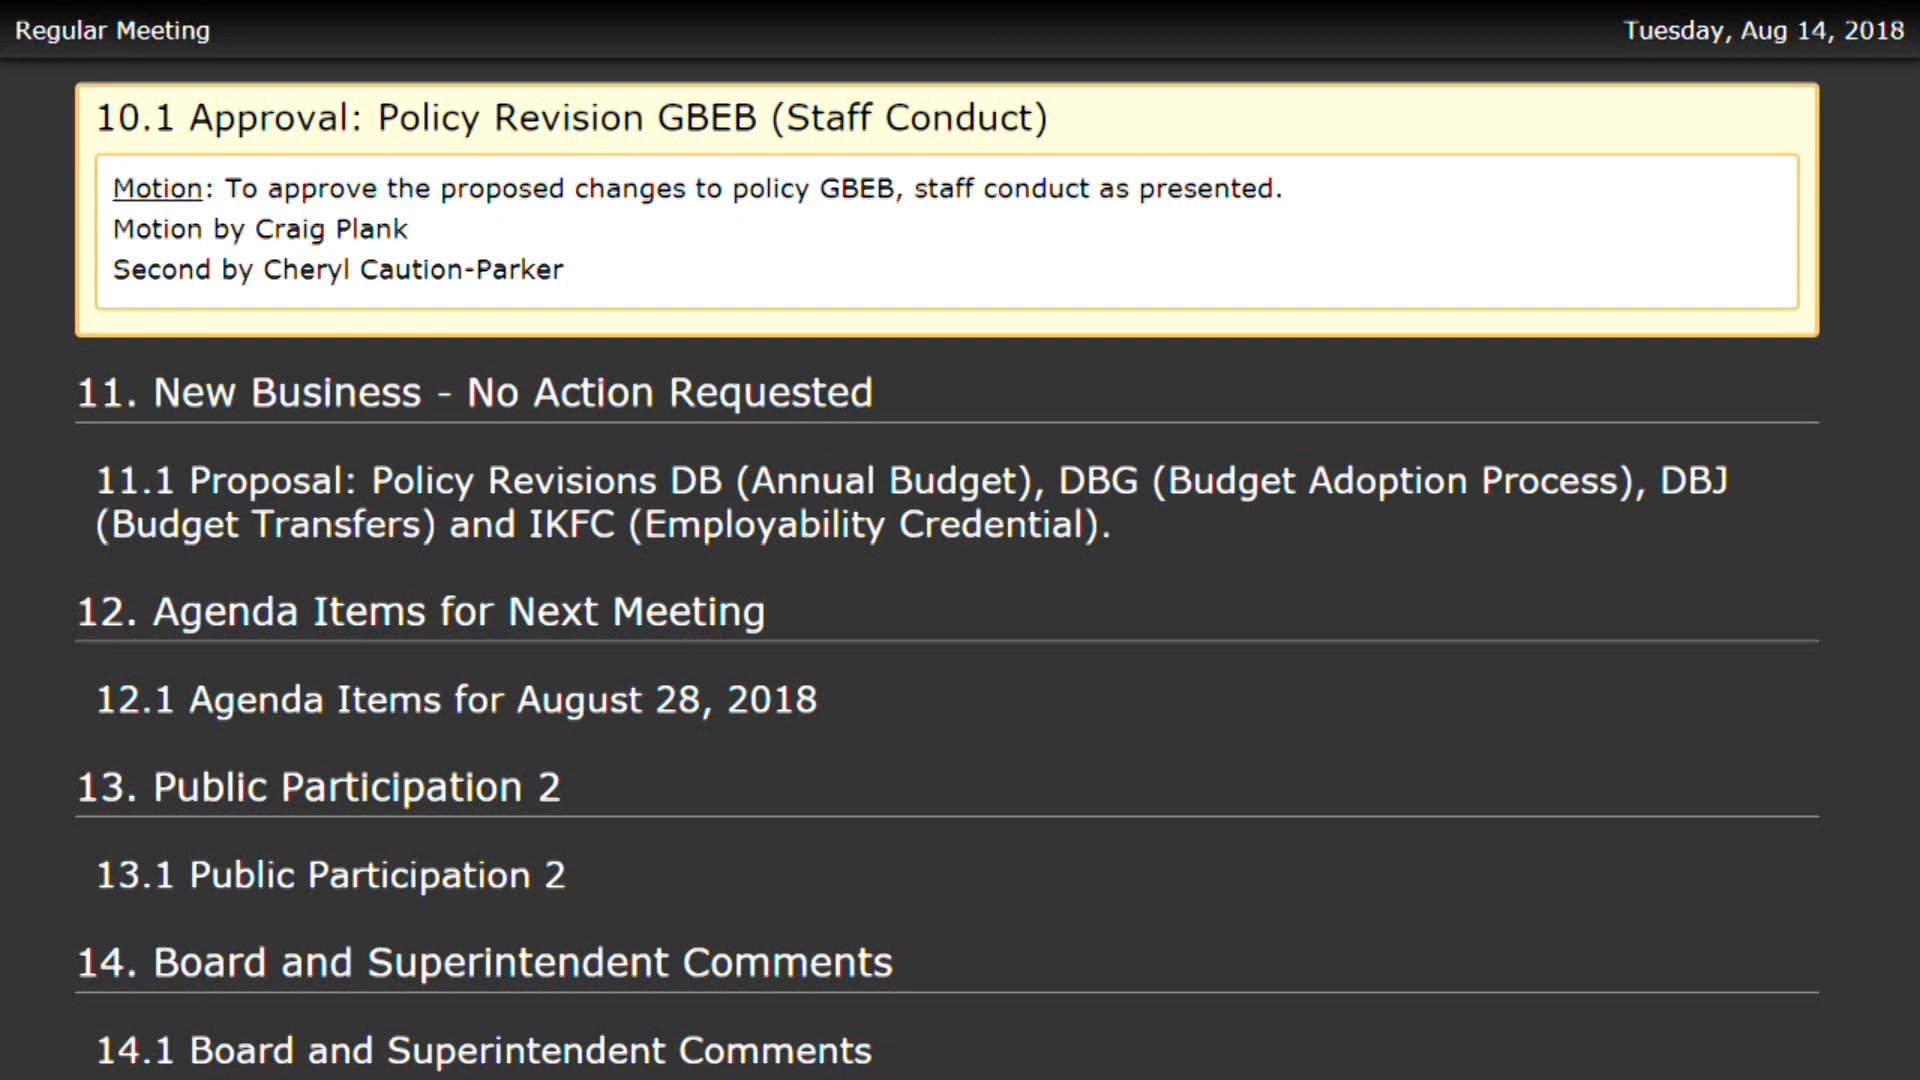 Regular Meeting
Tuesday, Aug 14, 2018
10.1 Approval: Policy Revision GBEB (Staff Conduct)
Motion: To approve the proposed changes to policy GBEB, staff conduct as presented.
Motion by Craig Plank
Second by Cheryl Caution-Parker
11. New Business - No Action Requested
11.1 Proposal: Policy Revisions DB (Annual Budget), DBG (Budget Adoption Process), DBJ
(Budget Transfers) and IKFC (Employability Credential).
12. Agenda Items for Next Meeting
12.1 Agenda Items for August 28, 2018
13. Public Participation 2
13.1 Public Participation 2
14. Board and Superintendent Comments
14.1 Board and Superintendent Comments